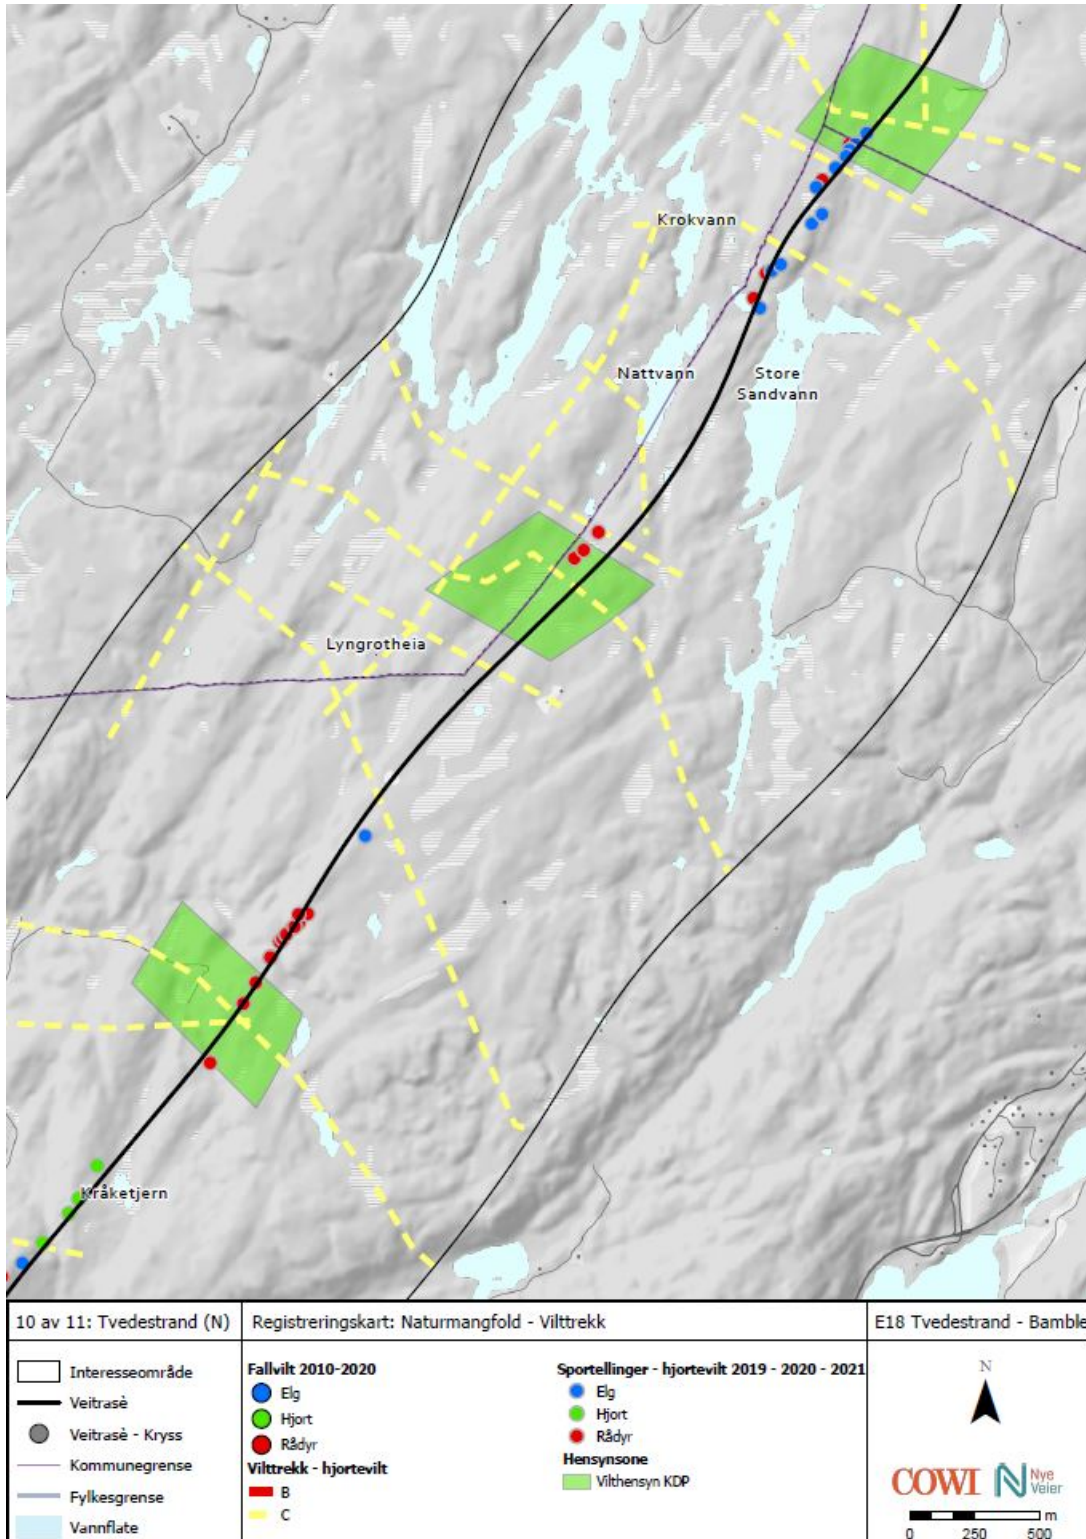 Krokvann
Nattvann
Store
Sandvann
Lyngrotheia
Kråketjern
10 av 11: Tvedestrand (N)
Registreringskart: Naturmangfold - Vilttrekk
E18 Tvedestrand - Bamble
Interesseområde
Veitrasè
Veitrasè - Kryss
Kommunegrense
Fylkesgrense
Vannflate
Fallvilt 2010-2020
Elg
Hjort
Rådyr
Vilttrekk - hjortevilt
B
C
Sportellinger - hjortevilt 2019 - 2020 - 2021
Elg
Hjort
Rådyr
Hensynsone
Vilthensyn KDP
N
COWI N Nye
Veier
m
0 250 500